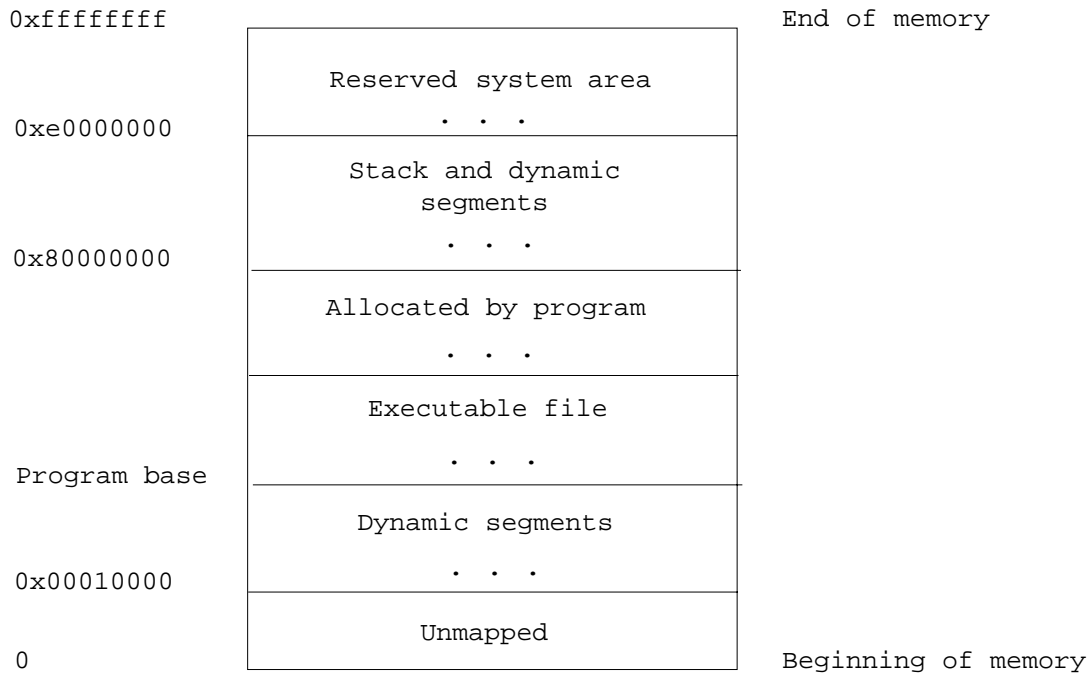 0xffffffff
End of memory
Reserved system area
. . .
0xe0000000
Stack and dynamic
segments
. . .
0x80000000
Allocated by program
. . .
Executable file
. . .
Program base
Dynamic segments
. . .
0x00010000
Unmapped
0
Beginning of memory